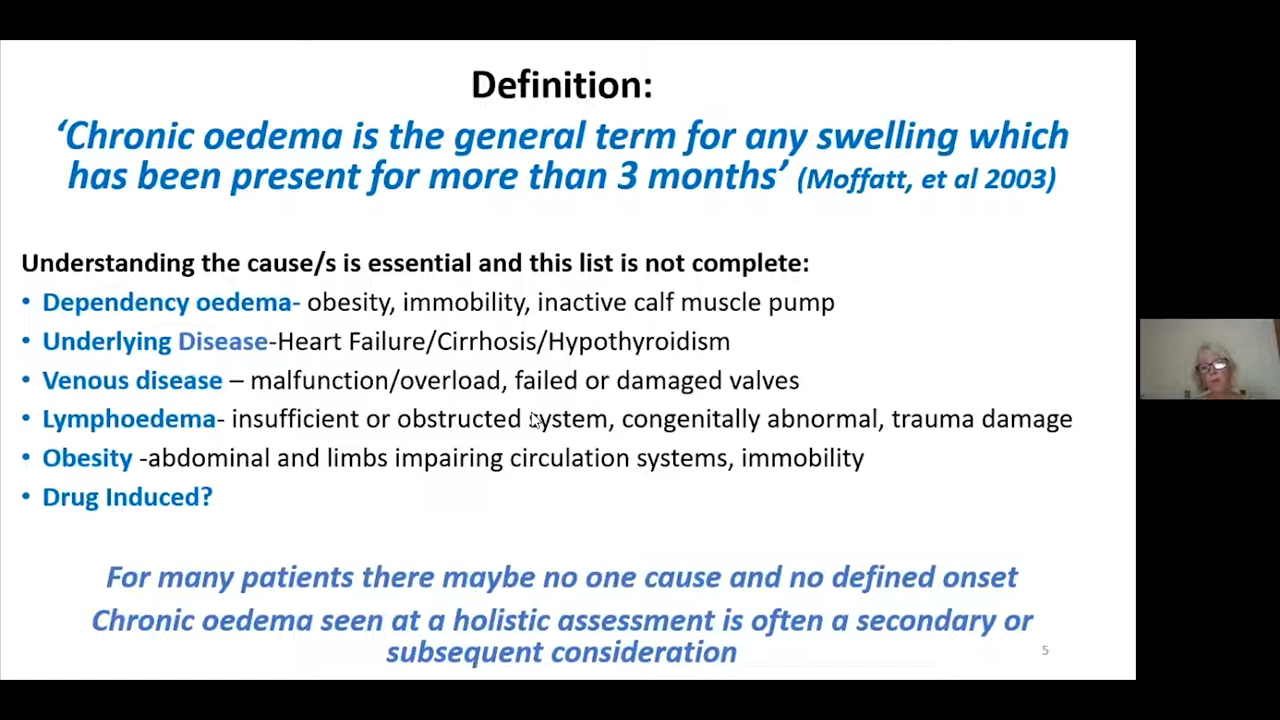 Definition:
‘Chronic oedema is the general term for any swelling which
has been present for more than 3 months’ (Moffatt, et al 2003)
Understanding the cause/s is essential and this list is not complete:
• Dependency oedema- obesity, immobility, inactive calf muscle pump
• Underlying Disease-Heart Failure/Cirrhosis/Hypothyroidism
• Venous disease – malfunction/overload, failed or damaged valves
• Lymphoedema- insufficient or obstructed system, congenitally abnormal, trauma damage
• Obesity -abdominal and limbs impairing circulation systems, immobility
• Drug Induced?
For many patients there maybe no one cause and no defined onset
Chronic oedema seen at a holistic assessment is often a secondary or
subsequent consideration
5